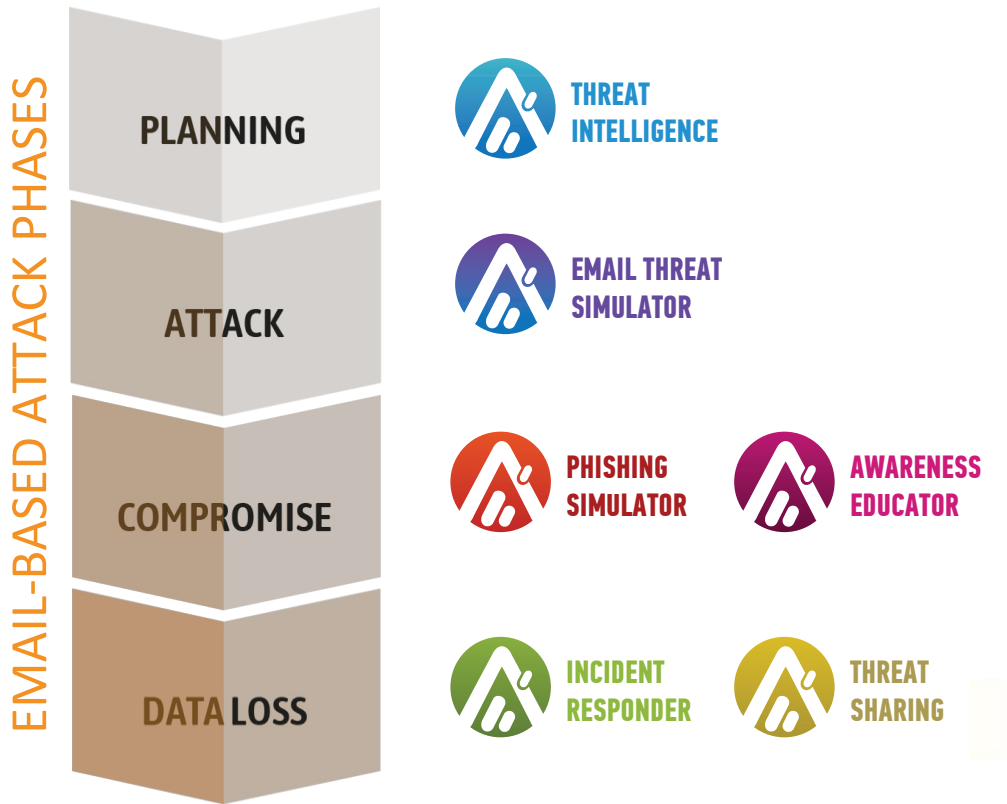 EMAIL-BASED ATTACK PHASES
PLANNING
THREAT
INTELLIGENCE
ATTACK
EMAIL THREAT
SIMULATOR
COMPROMISE
PHISHING
SIMULATOR
AWARENESS
EDUCATOR
DATA LOSS
INCIDENT
RESPONDER
THREAT
SHARING